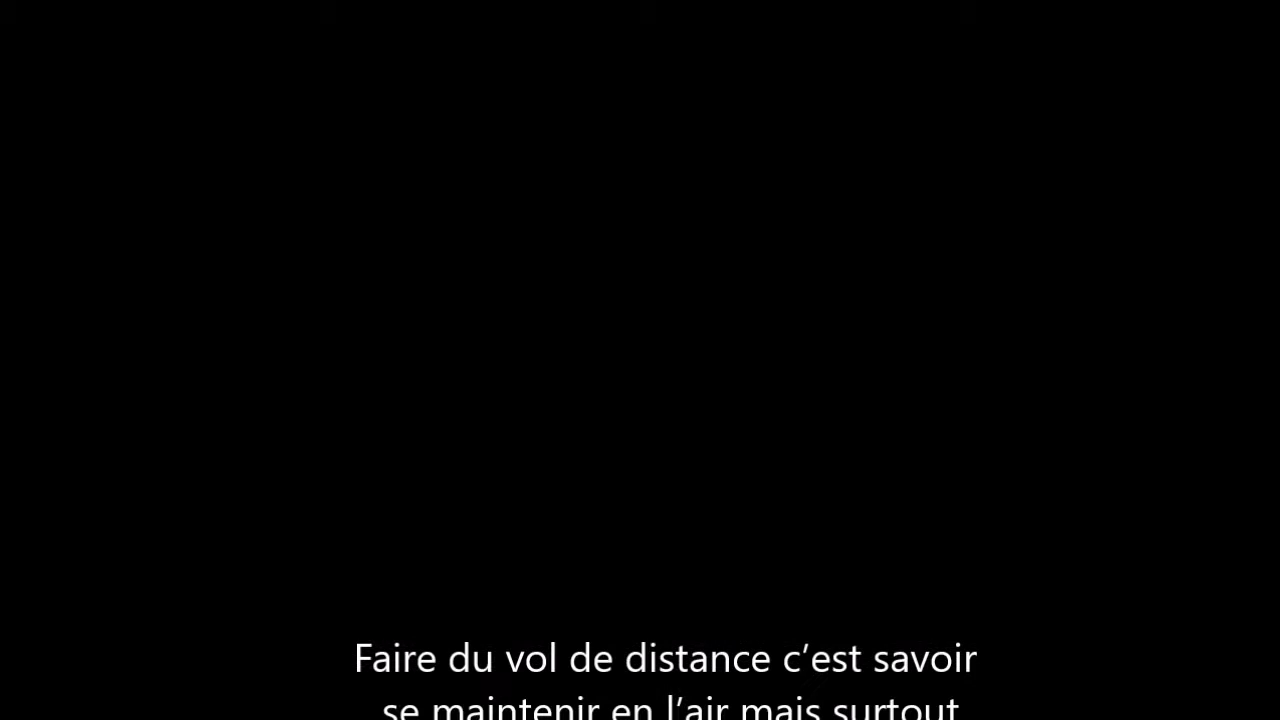 Faire du vol de distance c’est savoir
se maintenir en l’air mais surtout